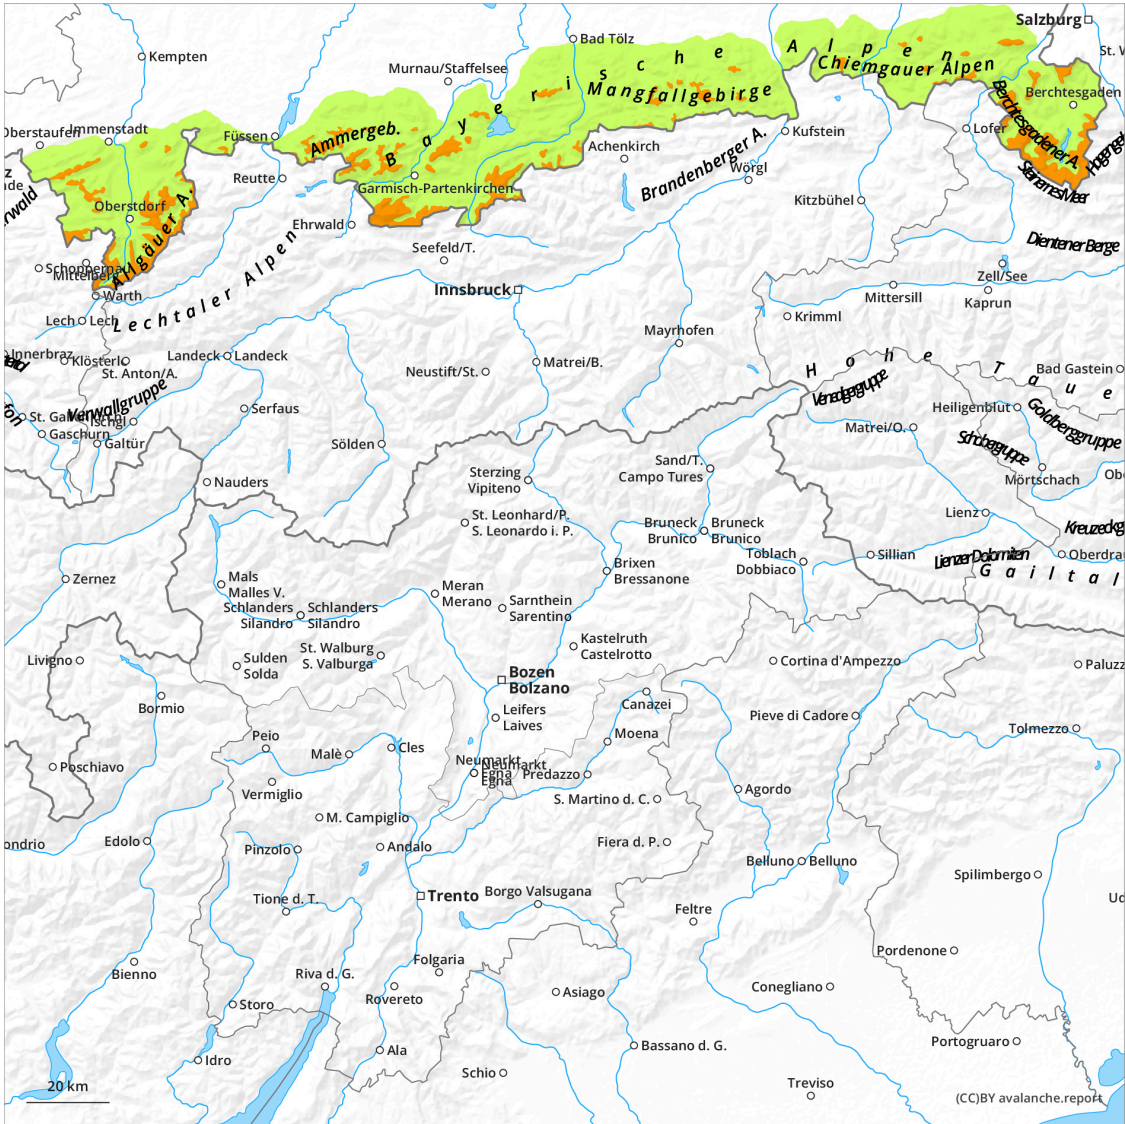 Salzburg
Kempten
Bad Tölz
Bayerische Alpen
St. W
Murnau/Staffelsee
Chiemgauer Alpen
Mangfallgebirge
Berchtesgaden
Oberstaufen
Immenstadt
Füssen
Ammergeb.
Kufstein
Lofer
Berchtesgadener A.
Achenkirch
Brandenberger A.
Wörgl
Reutte
Garmisch-Partenkirchen
Steinernes Meer
Kitzbühel
Oberstdorf
Allgäuer A.
Ehrwald
Seefeld/T.
Dientener Berge
Schoppernau
Mittelberg
Zell/See
Warth
Innsbruck
Mittersill
Kaprun
Lechtaler Alpen
Lech
Lech
Krimml
Mayrhofen
Innerbraz
Klösterle
St. Anton/A.
Landeck
Landeck
Matrei/B.
Neustift/St.
Hohe Taue
Bad Gastein
Venedigergruppe
Verwallgruppe
Ischgl
Serfaus
Heiligenblut
Goldberggruppe
Gaschurn
Galtür
Sölden
Matrei/O.
Schobergruppe
Sterzing
Vipiteno
Sand/T.
Campo Tures
Mörtschach
Nauders
St. Leonhard/P.
S. Leonardo i. P.
Bruneck
Brunico
Bruneck
Brunico
Lienz
Toblach
Dobbiaco
Sillian
Lienzer Dolomiten
Oberdrau
Gailtal
Zernez
Mals
Malles V.
Brixen
Bressanone
Meran
Merano
Schlanders
Silandro
Schlanders
Silandro
Sarnthein
Sarentino
Livigno
Sulden
Solda
St. Walburg
S. Valburga
Kastelruth
Castelrotto
Cortina d'Ampezzo
Paluzz
Bozen
Bolzano
Bormio
Leifers
Laives
Canazei
Pieve di Cadore
Tolmezzo
Peio
Malè
Cles
Moena
Poschiavo
Neumarkt
Egna
Neumarkt
Egna
Predazzo
Vermiglio
S. Martino d. C.
Agordo
M. Campiglio
ondrio
Edolo
Pinzolo
Andalo
Fiera d. P.
Belluno
Belluno
Spilimbergo
Tione d. T.
Trento
Borgo Valsugana
Feltre
Ud
Pordenone
Bienno
Folgaria
Riva d. G.
Rovereto
Asiago
Conegliano
Storo
Idro
Ala
Bassano d. G.
Portogruaro
Schio
Treviso
20 km
(CC)BY avalanche.report